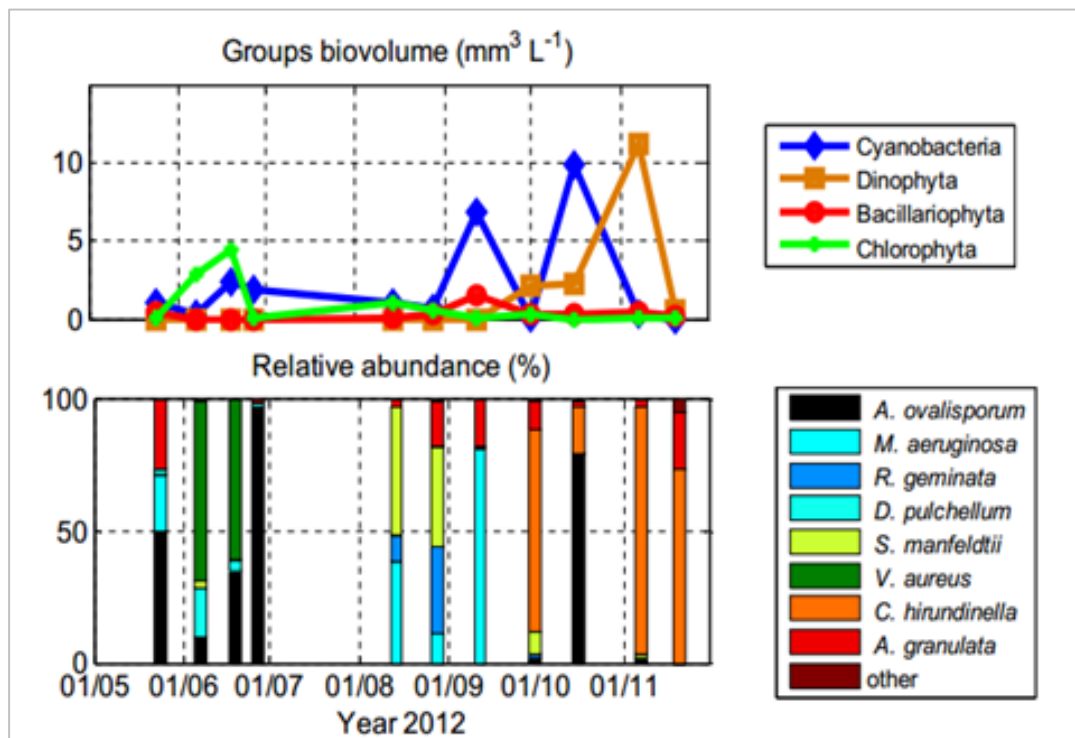 Groups biovolume (mm³ L⁻¹)
10
5
0
Cyanobacteria
Dinophyta
Bacillariophyta
Chlorophyta
Relative abundance (%)
100
50
0
01/05 01/06 01/07 01/08 01/09 01/10 01/11
Year 2012
A. ovalisporum
M. aeruginosa
R. geminata
D. pulchellum
S. manfeldtii
V. aureus
C. hirundinella
A. granulata
other